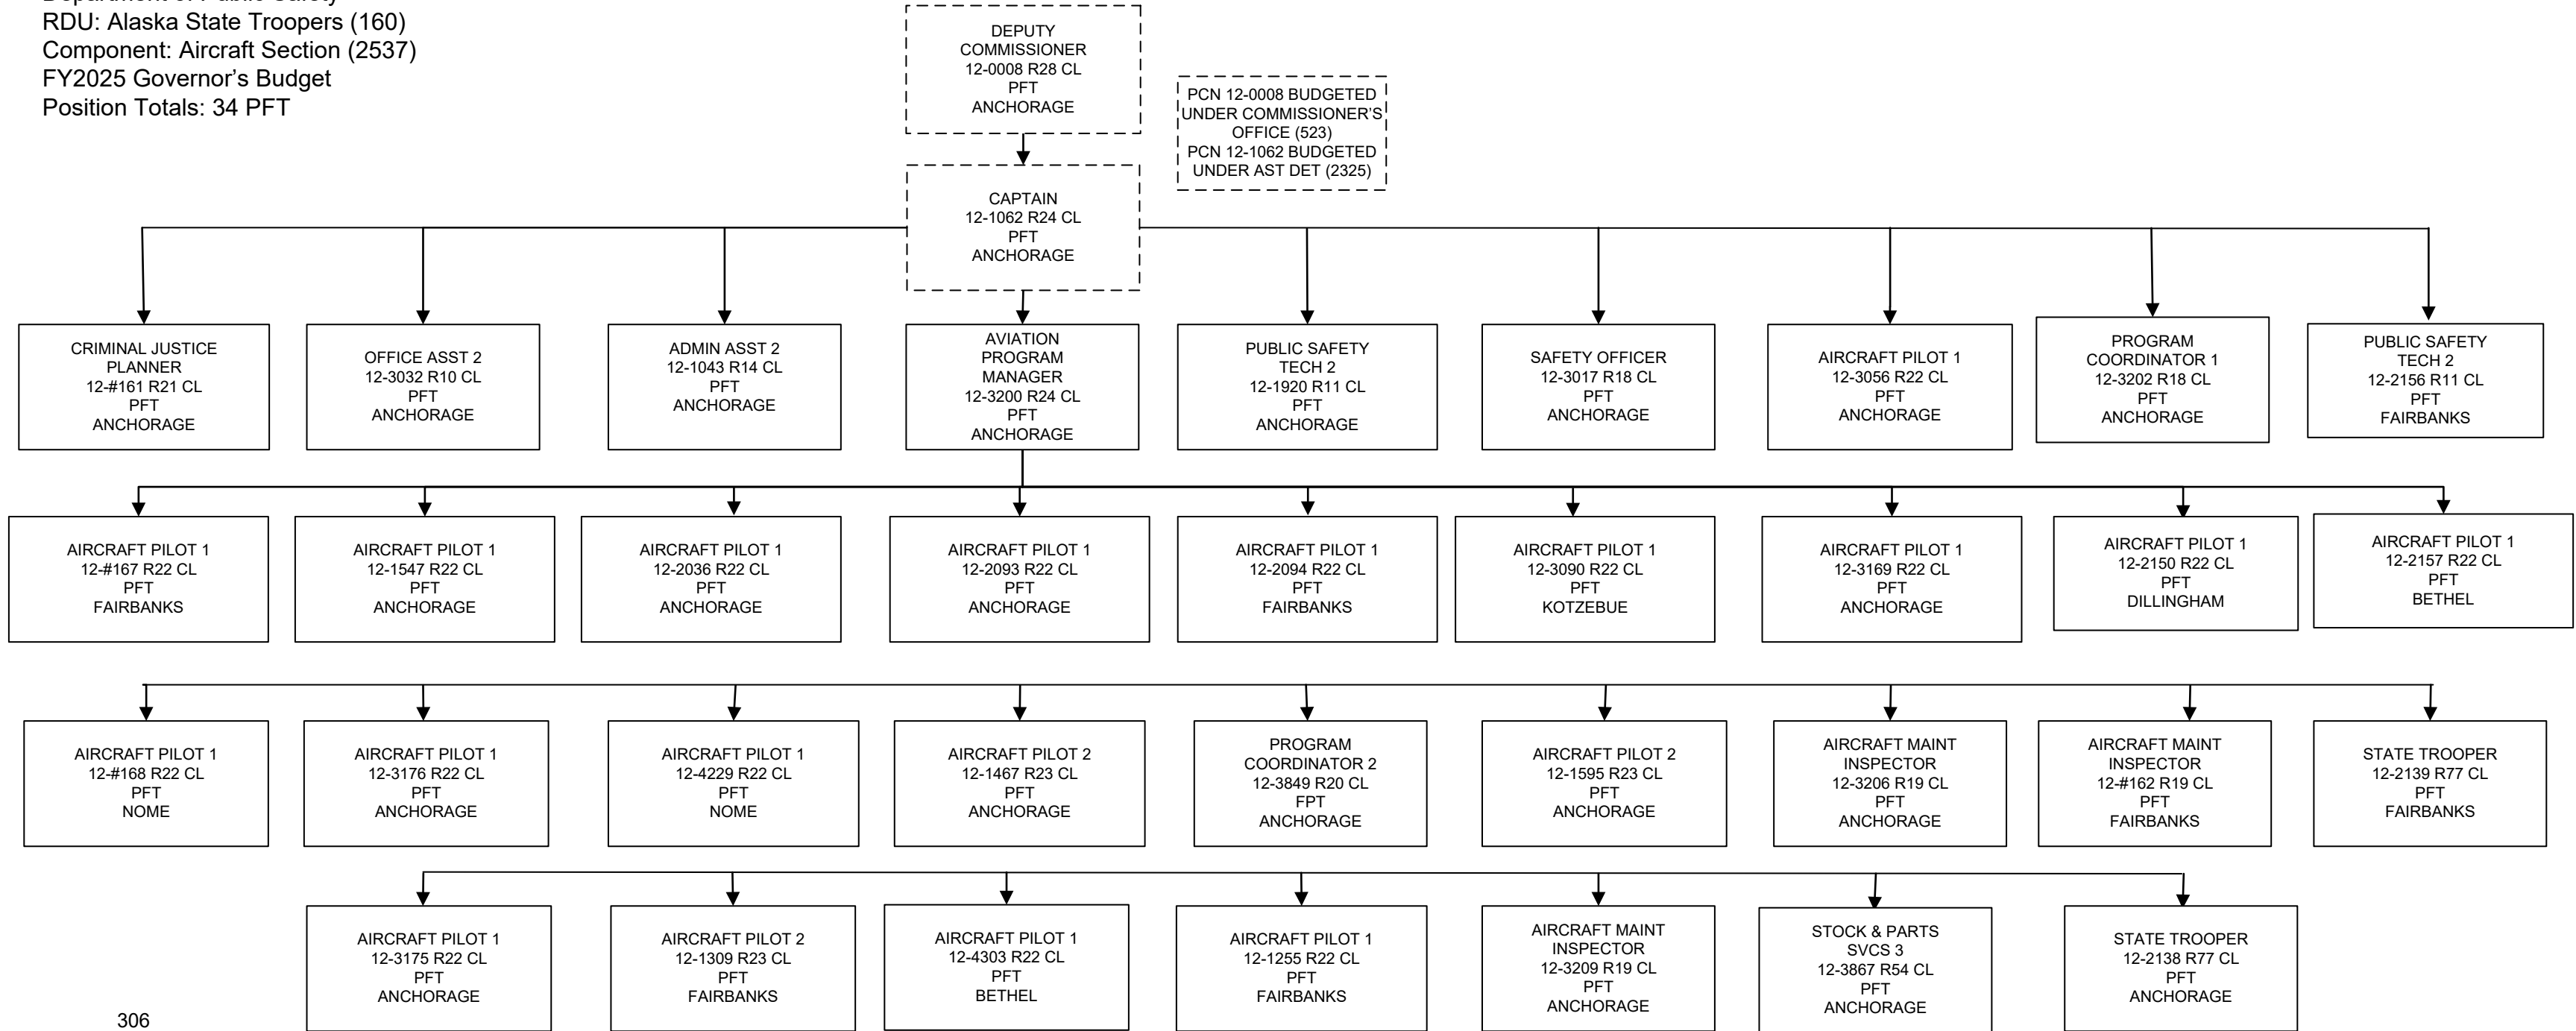 Department of Public Safety
RDU: Alaska State Troopers (160)
Component: Aircraft Section (2537)
FY2025 Governor’s Budget
Position Totals: 34 PFT
DEPUTY
COMMISSIONER
12-0008 R28 CL
PFT
ANCHORAGE
PCN 12-0008 BUDGETED
UNDER COMMISSIONER’S
OFFICE (523)
PCN 12-1062 BUDGETED
UNDER AST DET (2325)
CAPTAIN
12-1062 R24 CL
PFT
ANCHORAGE
CRIMINAL JUSTICE
PLANNER
12-#161 R21 CL
PFT
ANCHORAGE
OFFICE ASST 2
12-3032 R10 CL
PFT
ANCHORAGE
ADMIN ASST 2
12-1043 R14 CL
PFT
ANCHORAGE
AVIATION
PROGRAM
MANAGER
12-3200 R24 CL
PFT
ANCHORAGE
PUBLIC SAFETY
TECH 2
12-1920 R11 CL
PFT
ANCHORAGE
SAFETY OFFICER
12-3017 R18 CL
PFT
ANCHORAGE
AIRCRAFT PILOT 1
12-3056 R22 CL
PFT
ANCHORAGE
PROGRAM
COORDINATOR 1
12-3202 R18 CL
PFT
ANCHORAGE
PUBLIC SAFETY
TECH 2
12-2156 R11 CL
PFT
FAIRBANKS
AIRCRAFT PILOT 1
12-#167 R22 CL
PFT
FAIRBANKS
AIRCRAFT PILOT 1
12-1547 R22 CL
PFT
ANCHORAGE
AIRCRAFT PILOT 1
12-2036 R22 CL
PFT
ANCHORAGE
AIRCRAFT PILOT 1
12-2093 R22 CL
PFT
ANCHORAGE
AIRCRAFT PILOT 1
12-2094 R22 CL
PFT
FAIRBANKS
AIRCRAFT PILOT 1
12-3090 R22 CL
PFT
KOTZEBUE
AIRCRAFT PILOT 1
12-3169 R22 CL
PFT
ANCHORAGE
AIRCRAFT PILOT 1
12-2150 R22 CL
PFT
DILLINGHAM
AIRCRAFT PILOT 1
12-2157 R22 CL
PFT
BETHEL
AIRCRAFT PILOT 1
12-#168 R22 CL
PFT
NOME
AIRCRAFT PILOT 1
12-3176 R22 CL
PFT
ANCHORAGE
AIRCRAFT PILOT 1
12-4229 R22 CL
PFT
NOME
AIRCRAFT PILOT 2
12-1467 R23 CL
PFT
ANCHORAGE
PROGRAM
COORDINATOR 2
12-3849 R20 CL
FPT
ANCHORAGE
AIRCRAFT PILOT 2
12-1595 R23 CL
PFT
ANCHORAGE
AIRCRAFT MAINT
INSPECTOR
12-3206 R19 CL
PFT
ANCHORAGE
AIRCRAFT MAINT
INSPECTOR
12-#162 R19 CL
PFT
FAIRBANKS
STATE TROOPER
12-2139 R77 CL
PFT
FAIRBANKS
AIRCRAFT PILOT 1
12-3175 R22 CL
PFT
ANCHORAGE
AIRCRAFT PILOT 2
12-1309 R23 CL
PFT
FAIRBANKS
AIRCRAFT PILOT 1
12-4303 R22 CL
PFT
BETHEL
AIRCRAFT PILOT 1
12-1255 R22 CL
PFT
FAIRBANKS
AIRCRAFT MAINT
INSPECTOR
12-3209 R19 CL
PFT
ANCHORAGE
STOCK & PARTS
SVCS 3
12-3867 R54 CL
PFT
ANCHORAGE
STATE TROOPER
12-2138 R77 CL
PFT
ANCHORAGE
306